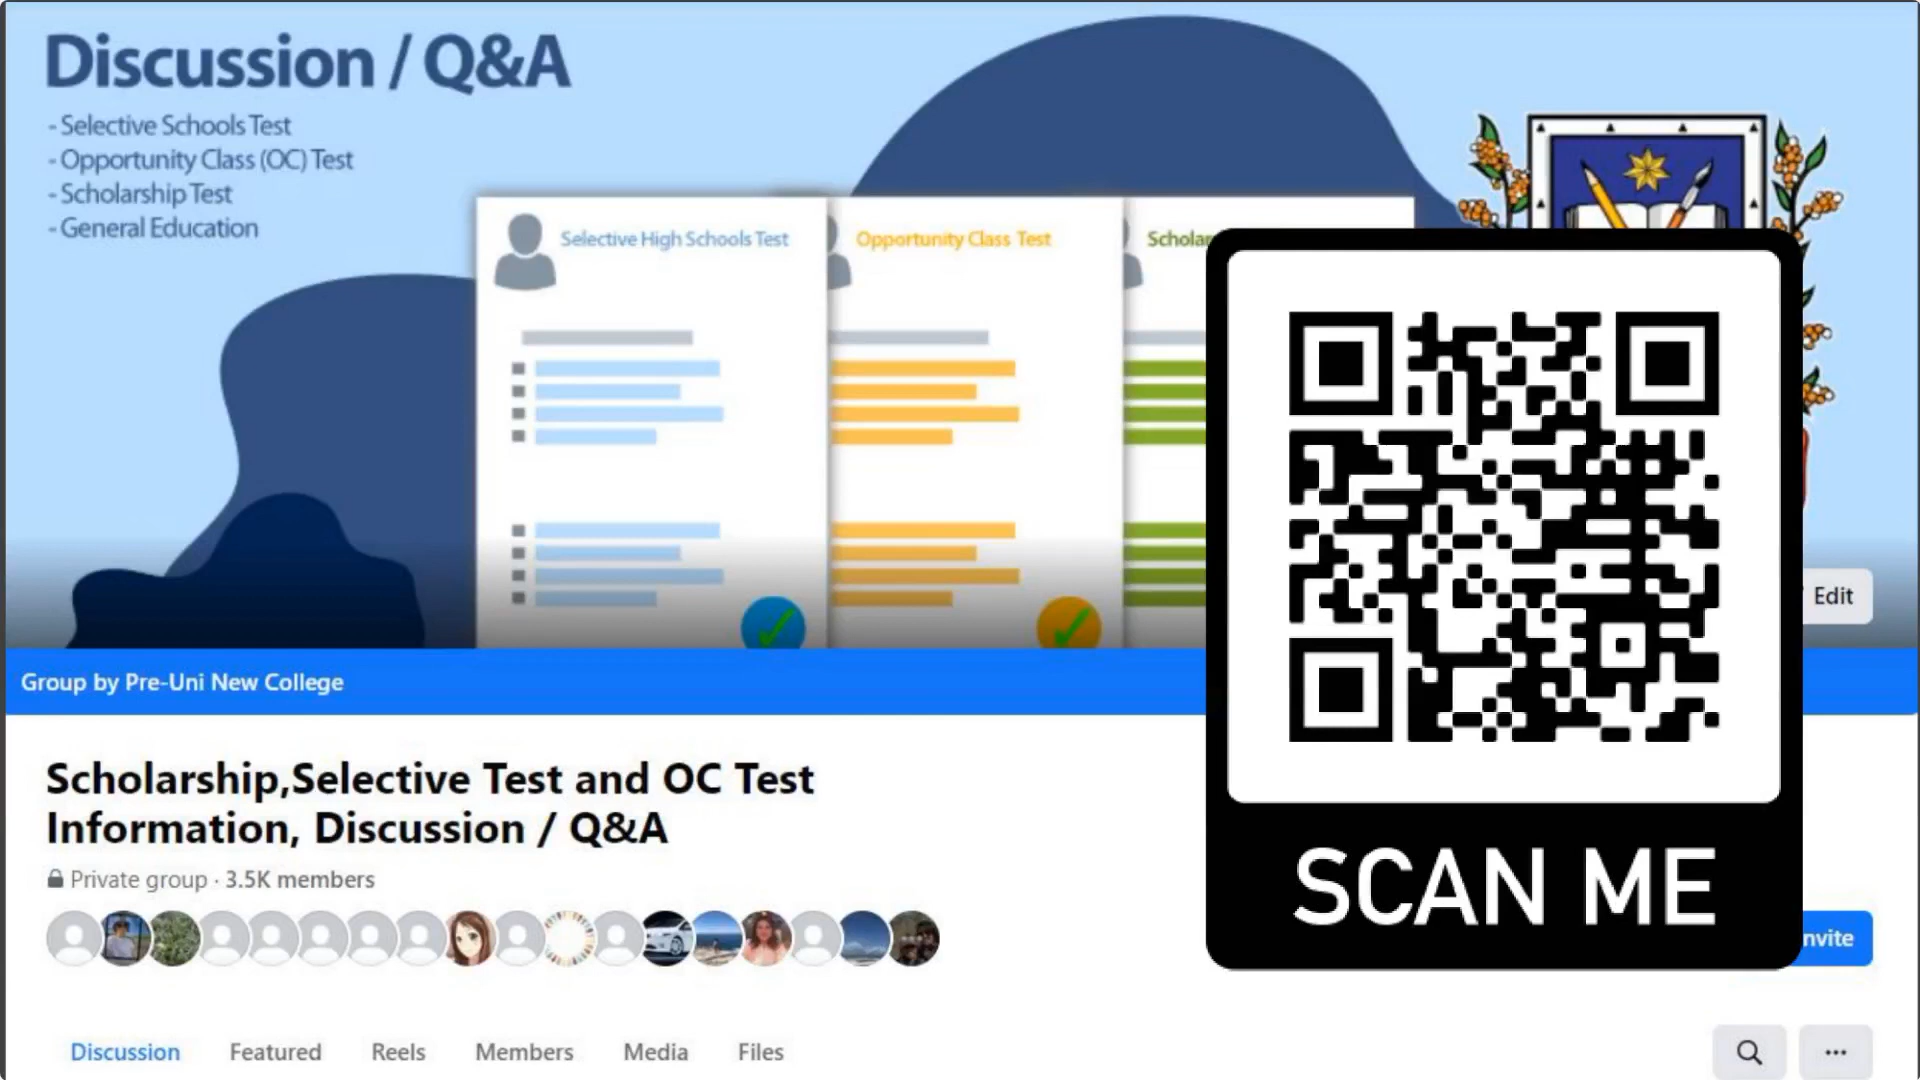 Discussion / Q&A
- Selective Schools Test
- Opportunity Class (OC) Test
- Scholarship Test
- General Education
Selective High Schools Test
Opportunity Class Test
Scholar
Edit
Group by Pre-Uni New College
Scholarship,Selective Test and OC Test
Information, Discussion / Q&A
Private group · 3.5K members
SCAN ME
nvite
Discussion
Featured
Reels
Members
Media
Files